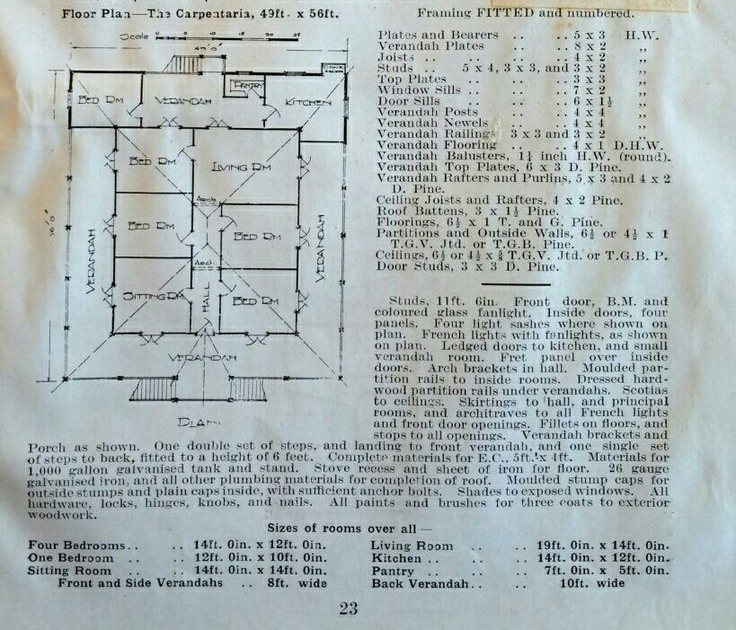 Floor Plan—The Carpentaria, 49ft. x 56ft.
Scale
49' 0"
BED RM
VERANDAH
PANTRY
KITCHEN
BED RM
LIVING RM
Arch
BED RM
BED RM
VERANDAH
VERANDAH
56' 0"
Arch
SITTING RM
HALL
BED RM
VERANDAH
PLAN
Framing FITTED and numbered.
Plates and Bearers .. .. 5 x 3 H.W.
Verandah Plates .. .. 8 x 2 ,,
Joists .. .. .. .. 4 x 2 ,,
Studs .. 5 x 4, 3 x 3, and 3 x 2 ,,
Top Plates .. .. .. 3 x 3 ,,
Window Sills .. .. .. 7 x 2 ,,
Door Sills .. .. .. 6 x 1½ ,,
Verandah Posts .. .. 4 x 4 ,,
Verandah Newels .. .. 4 x 4 ,,
Verandah Railings 3 x 3 and 3 x 2 ,,
Verandah Flooring .. .. 4 x 1 D.H.W.
Verandah Balusters, 1¼ inch H.W. (round).
Verandah Top Plates, 6 x 3 D. Pine.
Verandah Rafters and Purlins, 5 x 3 and 4 x 2
D. Pine.
Ceiling Joists and Rafters, 4 x 2 Pine.
Roof Battens, 3 x 1½ Pine.
Floorings, 6½ x 1 T. and G. Pine.
Partitions and Outside Walls, 6½ or 4½ x 1
T.G.V. Jtd. or T.G.B. Pine.
Ceilings, 6½ or 4½ x ⅝ T.G.V. Jtd. or T.G.B. P.
Door Studs, 3 x 3 D. Pine.
Studs, 11ft. 6in. Front door, B.M. and
coloured glass fanlight. Inside doors, four
panels. Four light sashes where shown on
plan. French lights with fanlights, as shown
on plan. Ledged doors to kitchen, and small
verandah room. Fret panel over inside
doors. Arch brackets in hall. Moulded par-
tition rails to inside rooms. Dressed hard-
wood partition rails under verandahs. Scotias
to ceilings. Skirtings to hall, and principal
rooms, and architraves to all French lights
and front door openings. Fillets on floors, and
stops to all openings. Verandah brackets and
Porch as shown. One double set of steps, and landing to front verandah, and one single set
of steps to back, fitted to a height of 6 feet. Complete materials for E.C. 5ft. x 4ft. Materials for
1,000 gallon galvanised tank and stand. Stove recess and sheet of iron for floor. 26 gauge
galvanised iron, and all other plumbing materials for completion of roof. Moulded stump caps for
outside stumps and plain caps inside, with sufficient anchor bolts. Shades to exposed windows. All
hardware, locks, hinges, knobs, and nails. All paints and brushes for three coats to exterior
woodwork.
Sizes of rooms over all—
Four Bedrooms .. .. 14ft. 0in. x 12ft. 0in.
One Bedroom .. .. 12ft. 0in. x 10ft. 0in.
Sitting Room .. .. 14ft. 0in. x 14ft. 0in.
Front and Side Verandahs .. 8ft. wide
Living Room .. .. 19ft. 0in. x 14ft. 0in.
Kitchen .. .. .. 14ft. 0in. x 12ft. 0in.
Pantry .. .. .. 7ft. 0in. x 5ft. 0in.
Back Verandah .. .. 10ft. wide
23